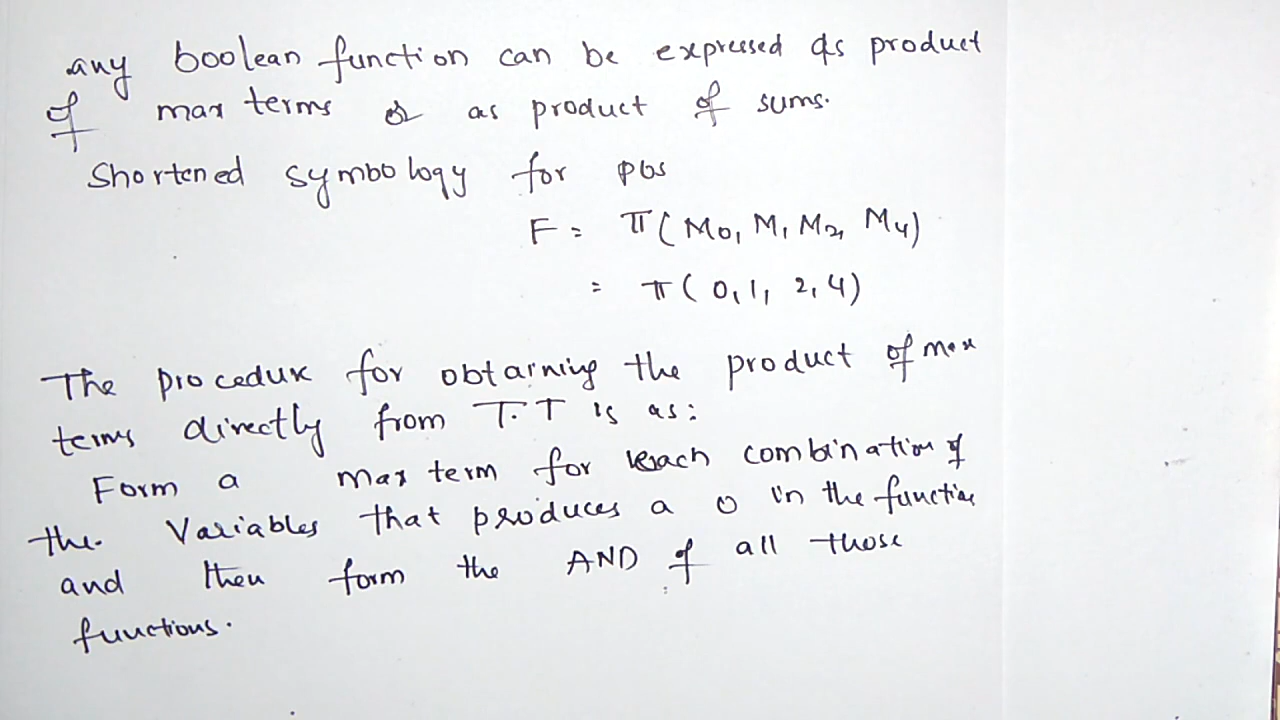 any boolean function can be expressed as product
of max terms or as product of sums.
Shortened symbology for pos
F = π(M0, M1 M2, M4)
= π(0,1, 2,4)
The procedure for obtaining the product of max
terms directly from T.T is as:
Form a max term for each combination of
the Variables that produces a 0 in the function
and then form the AND of all those
functions.